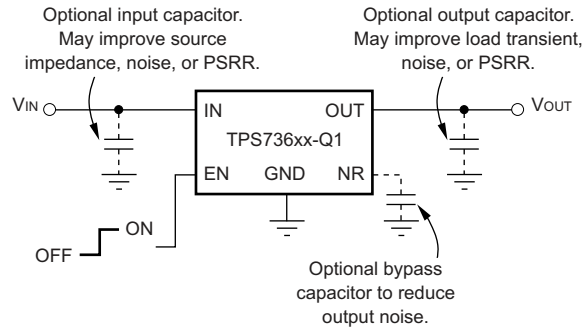 Optional input capacitor.
May improve source
impedance, noise, or PSRR.
Optional output capacitor.
May improve load transient,
noise, or PSRR.
VIN
IN
OUT
VOUT
TPS736xx-Q1
EN
GND
NR
ON
OFF
Optional bypass
capacitor to reduce
output noise.